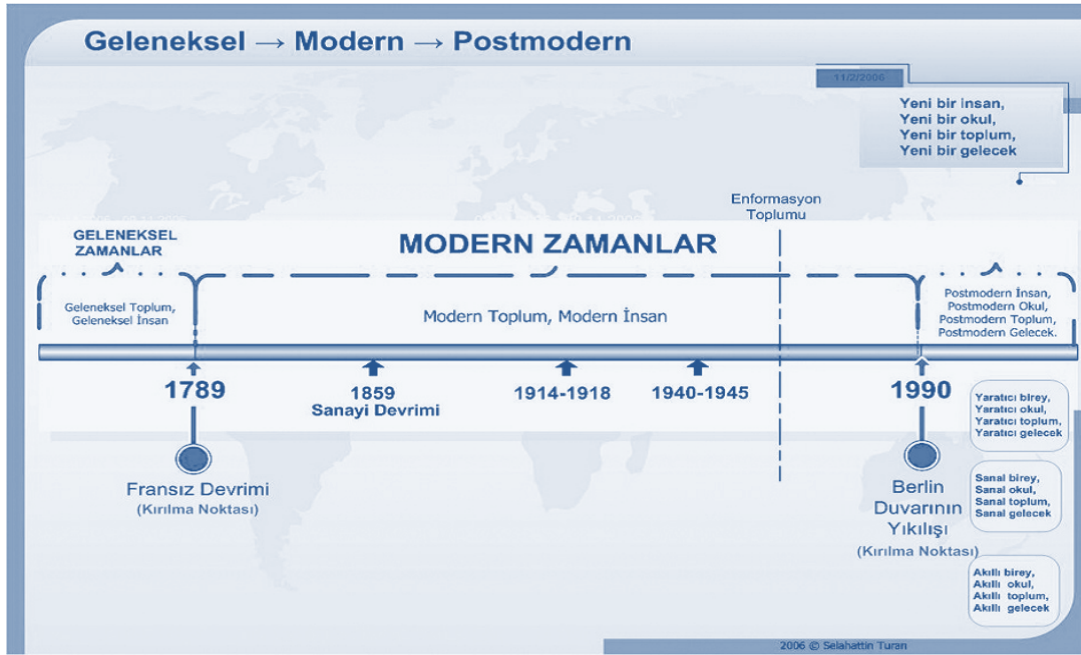 Geleneksel → Modern → Postmodern
11/2/2006
Yeni bir insan,
Yeni bir okul,
Yeni bir toplum,
Yeni bir gelecek
Enformasyon
Toplumu
GELENEKSEL
ZAMANLAR
MODERN ZAMANLAR
Geleneksel Toplum,
Geleneksel İnsan
Modern Toplum, Modern İnsan
Postmodern İnsan,
Postmodern Okul,
Postmodern Toplum,
Postmodern Gelecek.
1789
1859
Sanayi Devrimi
1914-1918
1940-1945
1990
Fransız Devrimi
(Kırılma Noktası)
Berlin
Duvarının
Yıkılışı
(Kırılma Noktası)
Yaratıcı birey,
Yaratıcı okul,
Yaratıcı toplum,
Yaratıcı gelecek
Sanal birey,
Sanal okul,
Sanal toplum,
Sanal gelecek
Akıllı birey,
Akıllı okul,
Akıllı toplum,
Akıllı gelecek
2006 © Selahattin Turan